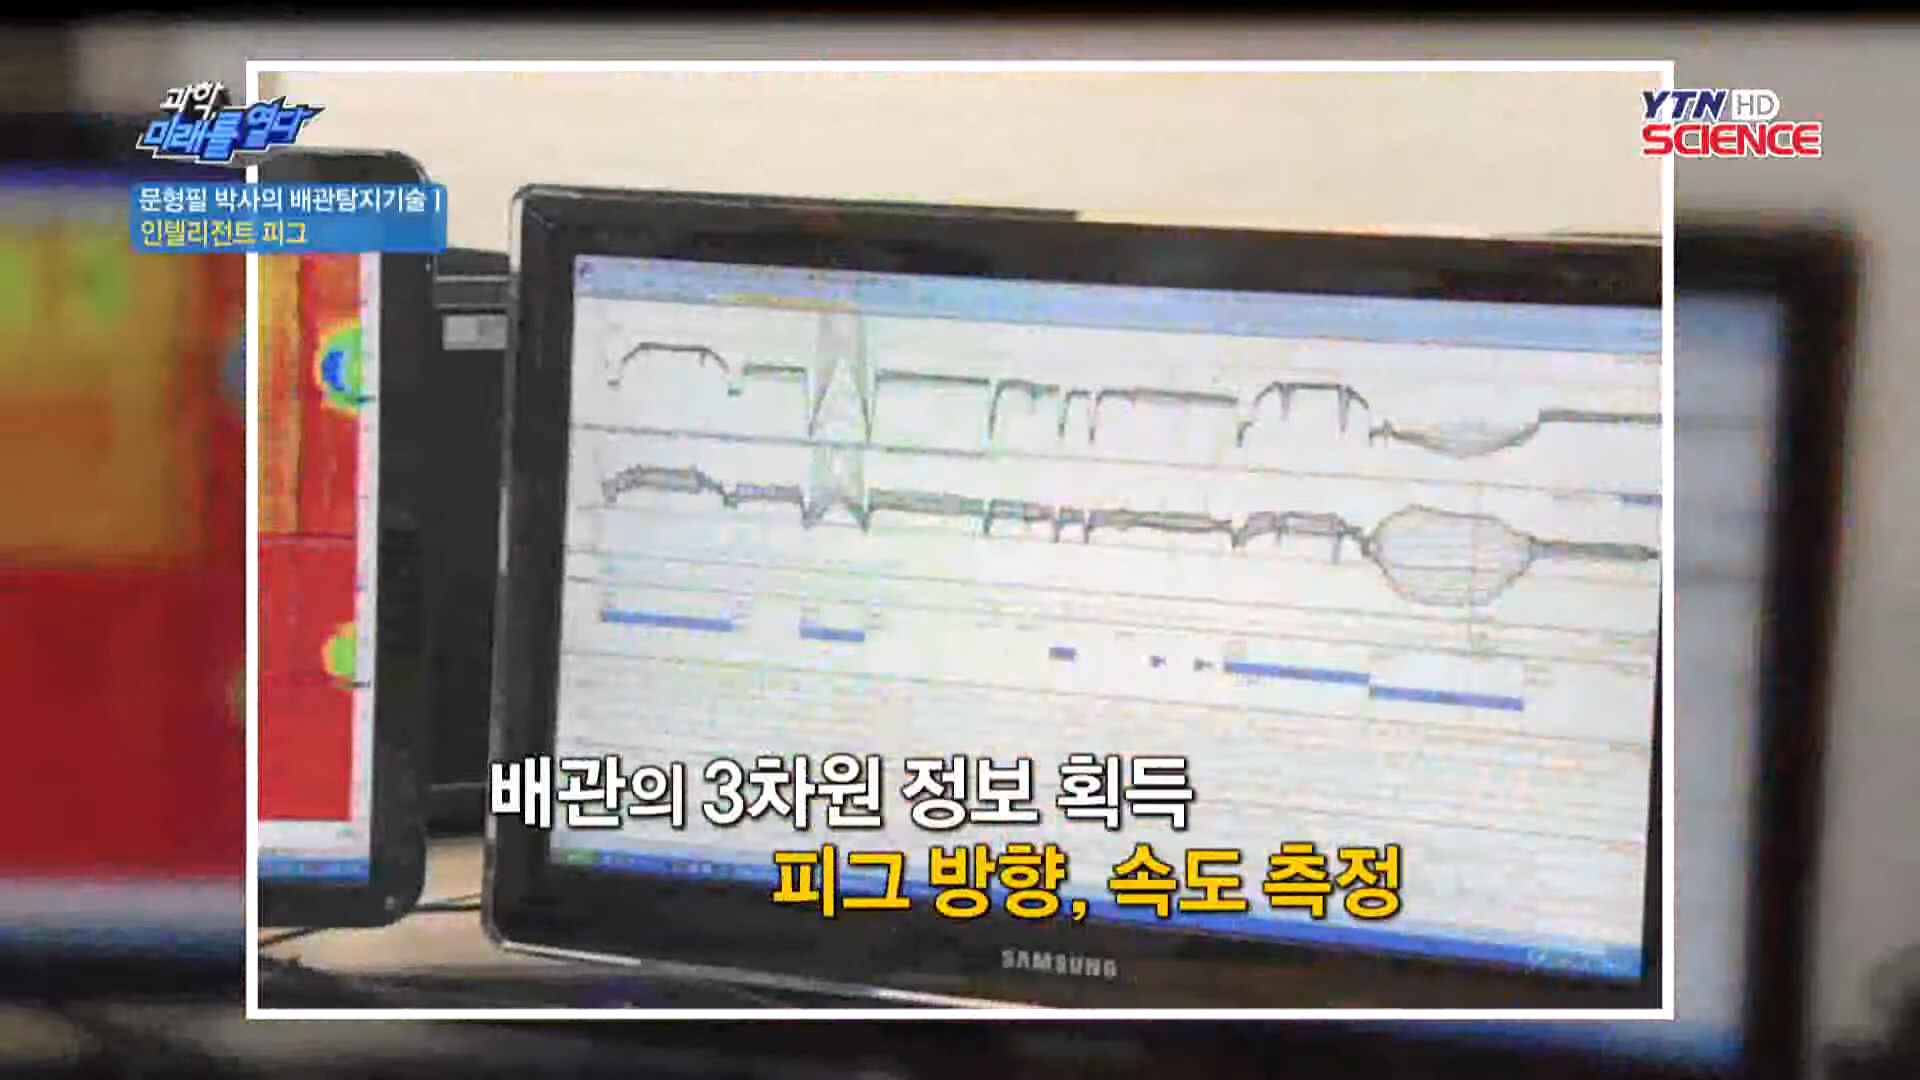 과학,
미래를 열다
문형필 박사의 배관탐지기술 1
인텔리전트 피그
YTN HD
SCIENCE
배관의 3차원 정보 획득
피그 방향, 속도 측정
SAMSUNG